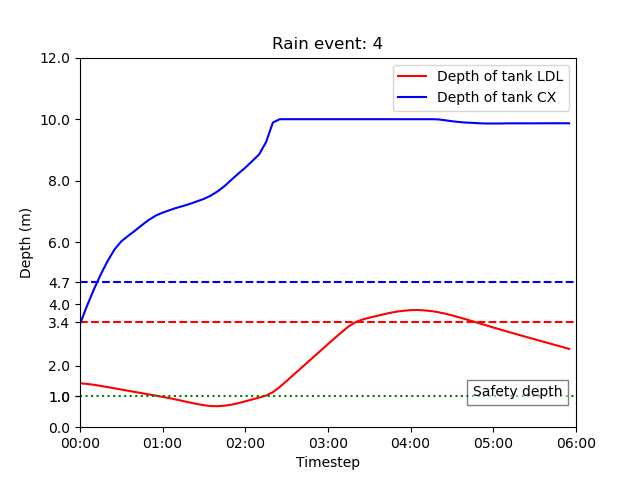 Rain event: 4
12.0
10.0
8.0
6.0
4.7
4.0
3.4
2.0
1.0
0.0
Depth (m)
Depth of tank LDL
Depth of tank CX
Safety depth
00:00 01:00 02:00 03:00 04:00 05:00 06:00
Timestep